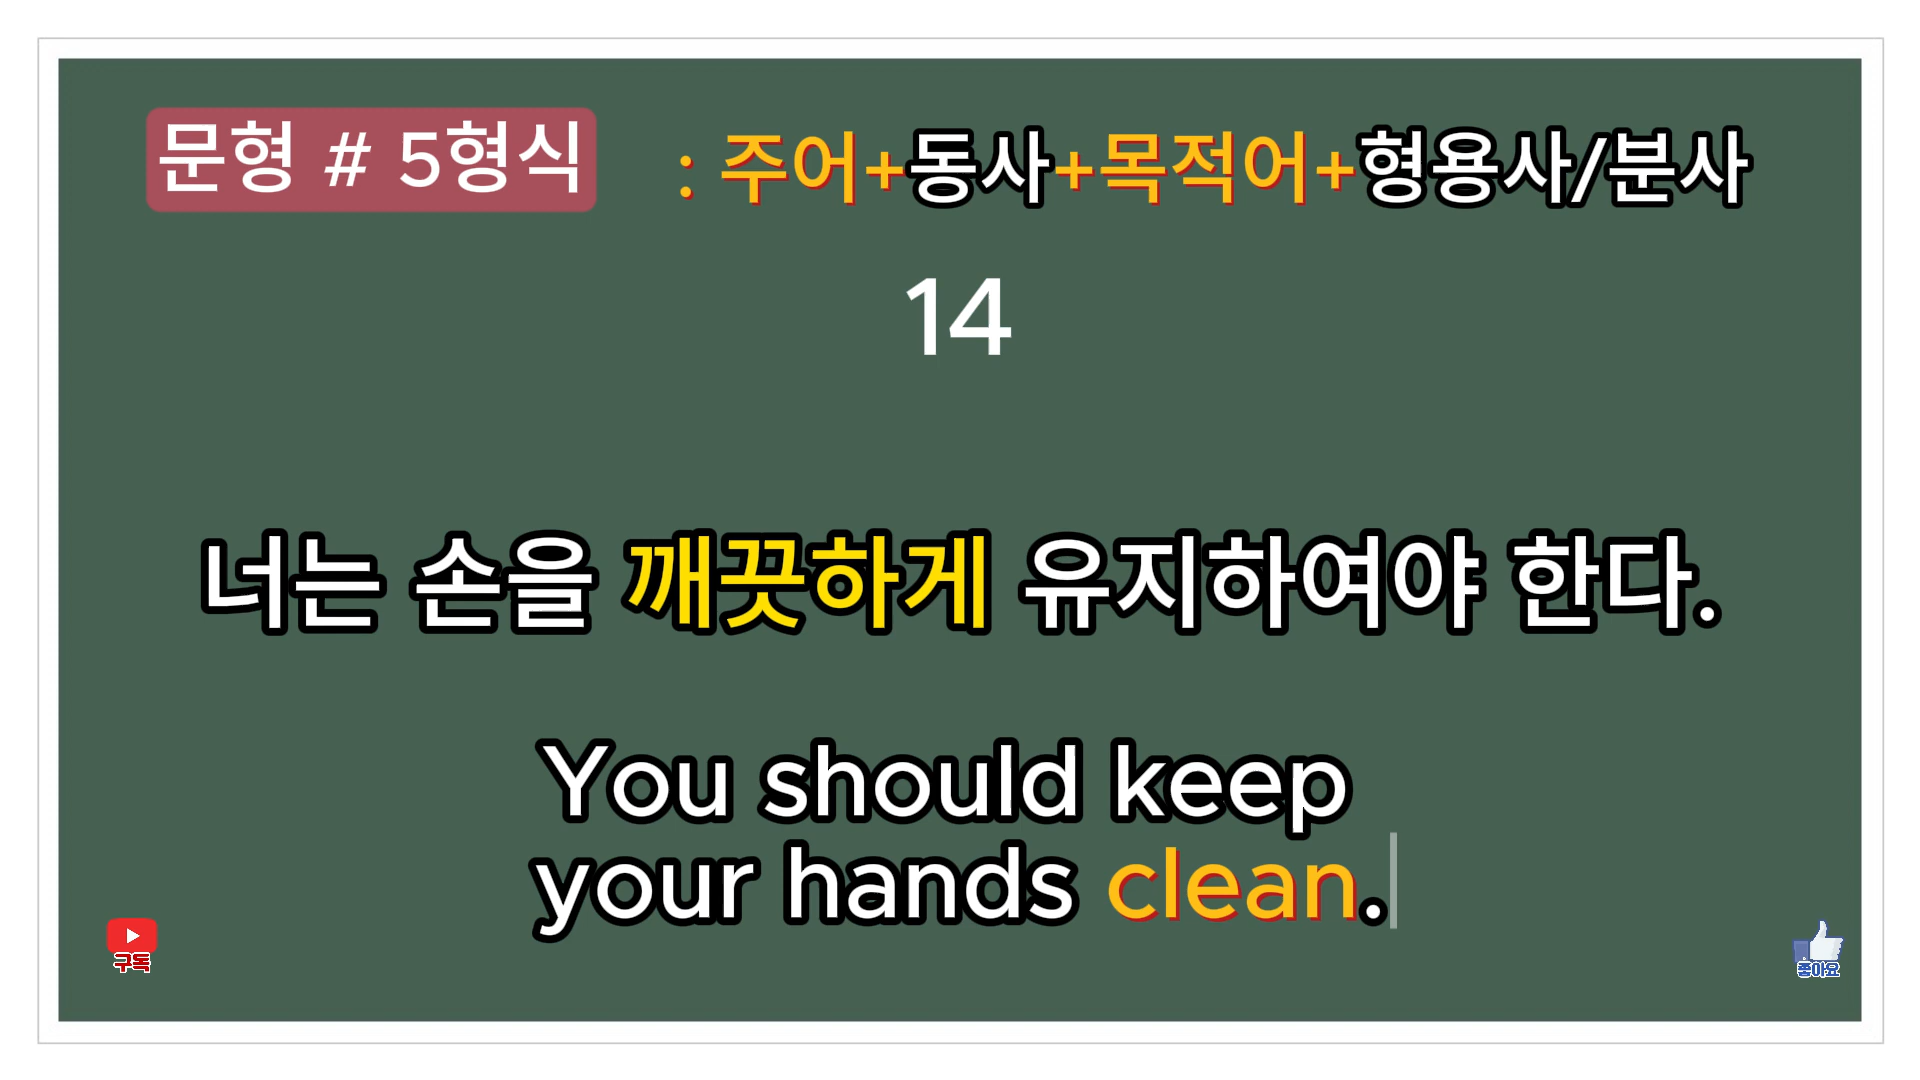 문형 # 5형식 : 주어+동사+목적어+형용사/분사
14
너는 손을 깨끗하게 유지하여야 한다.
You should keep
your hands clean.
구독
좋아요